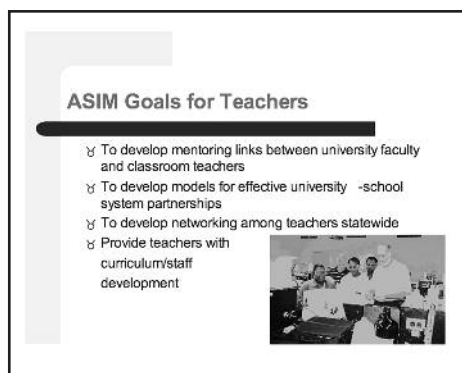 ASIM Goals for Teachers
To develop mentoring links between university faculty
and classroom teachers
To develop models for effective university -school
system partnerships
To develop networking among teachers statewide
Provide teachers with
curriculum/staff
development